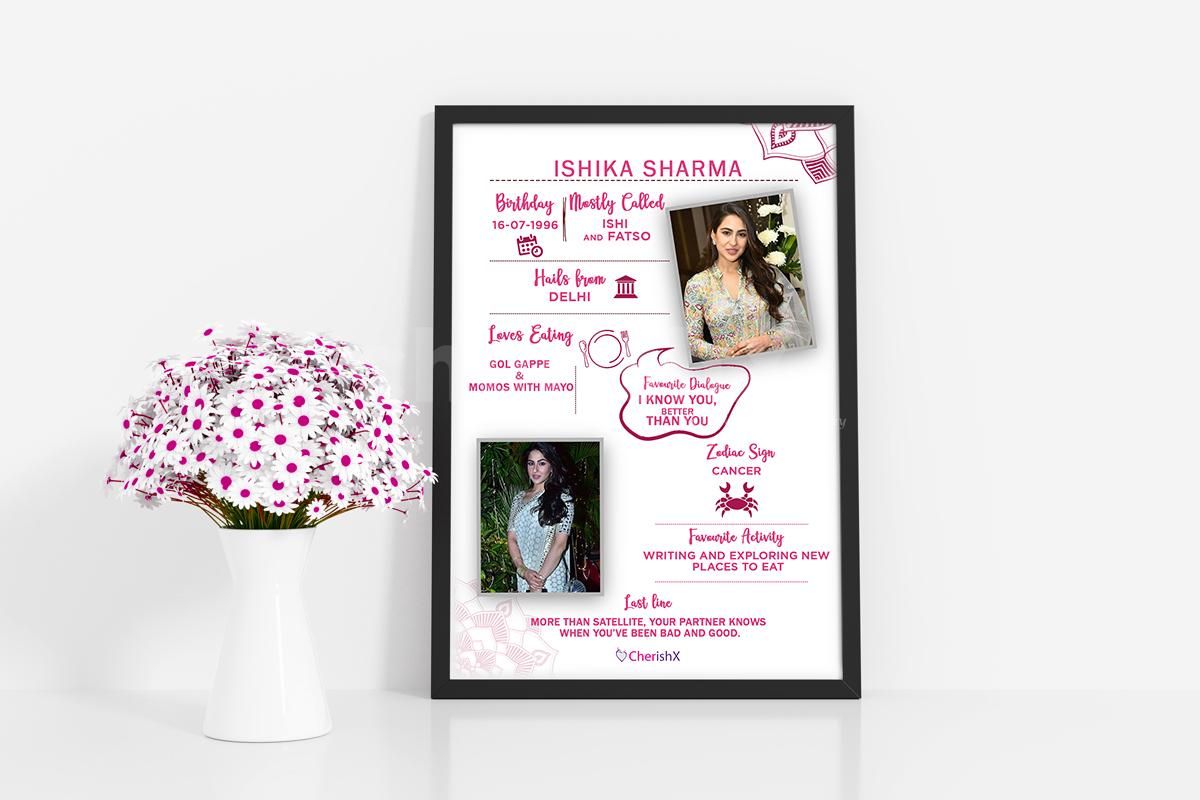 ISHIKA SHARMA
Birthday
16-07-1996
Mostly Called
ISHI
AND FATSO
Hails from
DELHI
Loves Eating
GOL GAPPE
&
MOMOS WITH MAYO
Favourite Dialogue
I KNOW YOU,
BETTER
THAN YOU
Zodiac Sign
CANCER
Favourite Activity
WRITING AND EXPLORING NEW
PLACES TO EAT
Last line
MORE THAN SATELLITE, YOUR PARTNER KNOWS
WHEN YOU'VE BEEN BAD AND GOOD.
CherishX